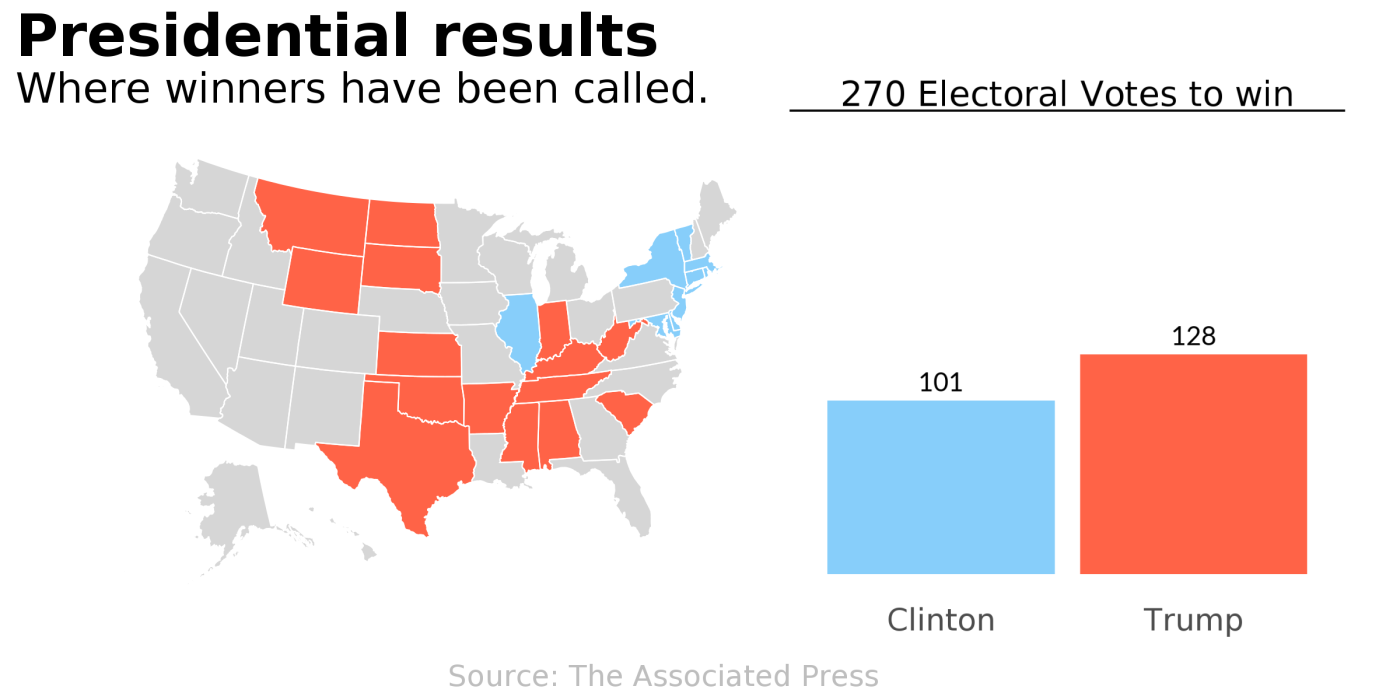 Presidential results
Where winners have been called.
270 Electoral Votes to win
101
128
Clinton
Trump
Source: The Associated Press